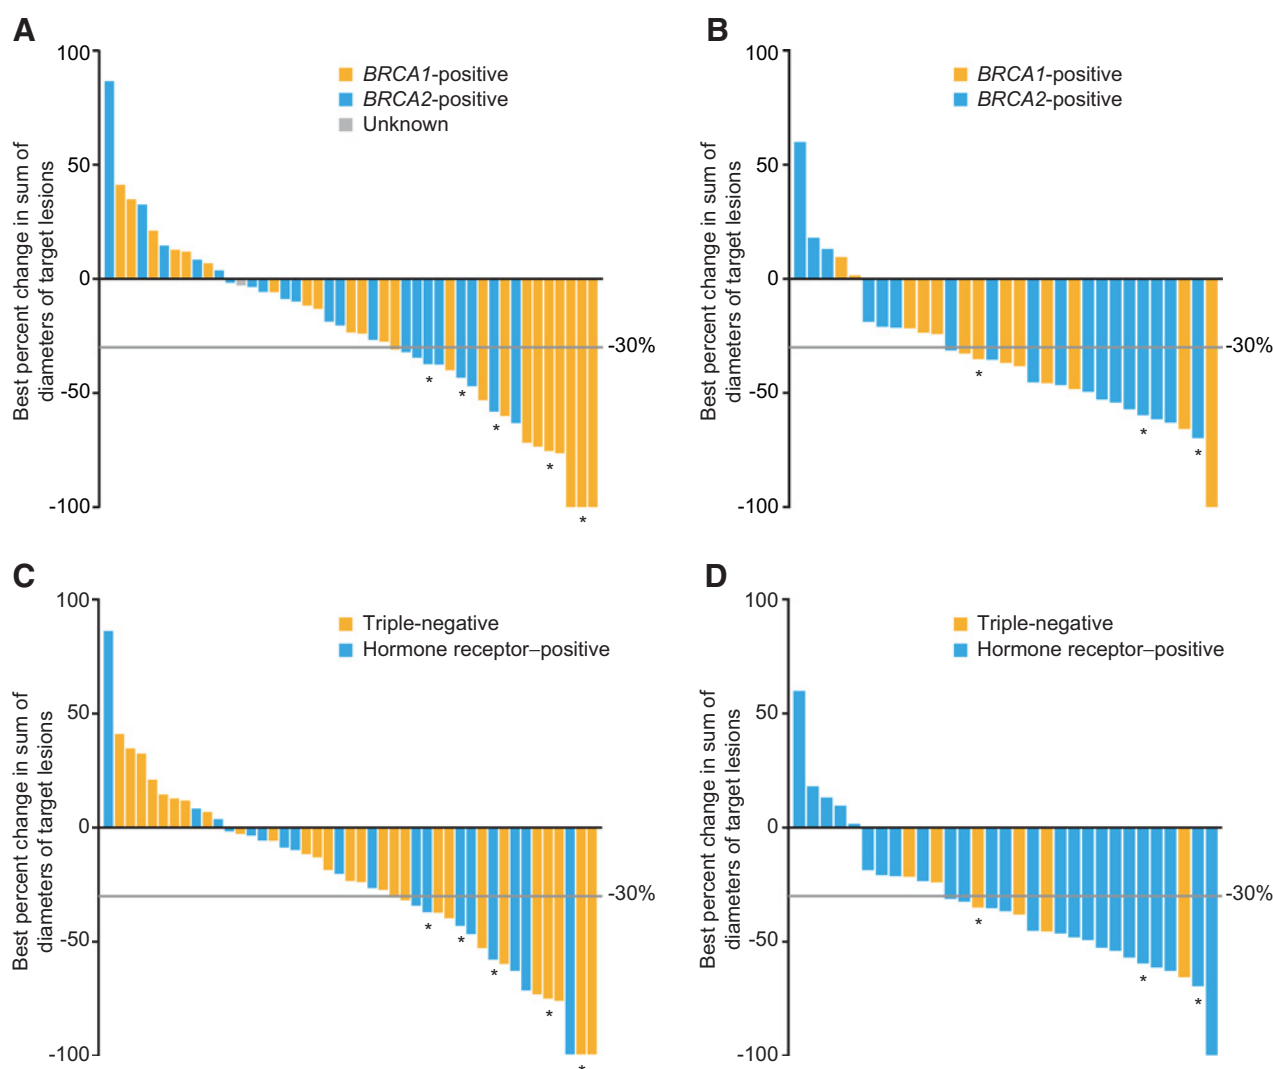 A
100
50
0
-50
-100
Best percent change in sum of
diameters of target lesions
BRCA1-positive
BRCA2-positive
Unknown
-30%
*
*
*
*
*
B
100
50
0
-50
-100
Best percent change in sum of
diameters of target lesions
BRCA1-positive
BRCA2-positive
-30%
*
*
*
C
100
50
0
-50
-100
Best percent change in sum of
diameters of target lesions
Triple-negative
Hormone receptor–positive
-30%
*
*
*
*
*
D
100
50
0
-50
-100
Best percent change in sum of
diameters of target lesions
Triple-negative
Hormone receptor–positive
-30%
*
*
*